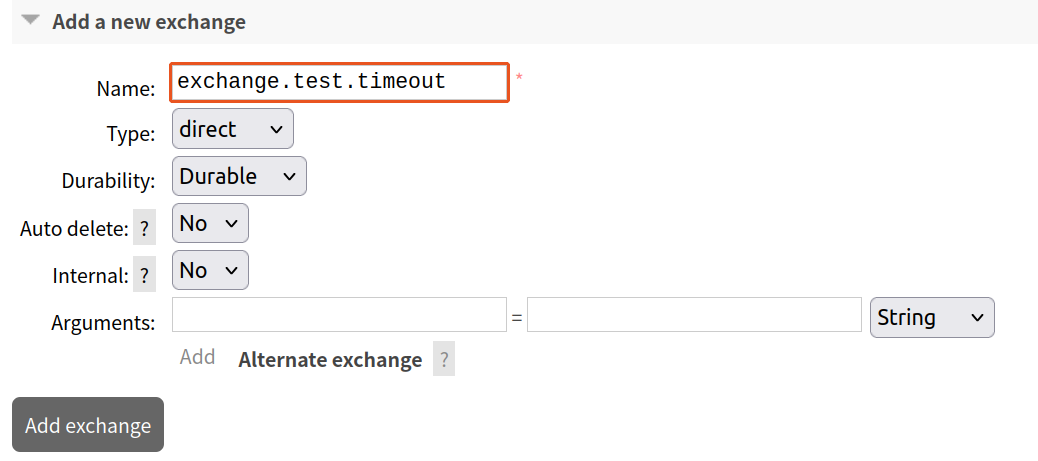 Add a new exchange
Name: exchange.test.timeout *
Type: direct
Durability: Durable
Auto delete: ? No
Internal: ? No
Arguments: = String
Add Alternate exchange ?
Add exchange